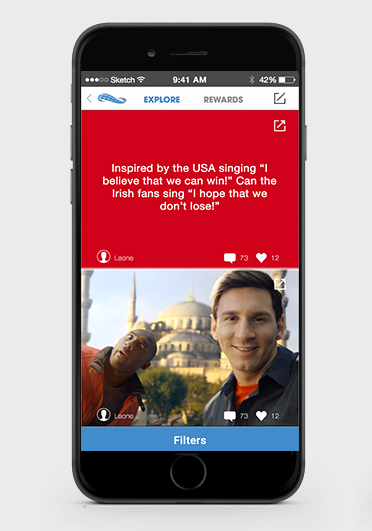 Sketch 9:41 AM 42%
EXPLORE REWARDS
Inspired by the USA singing “I
believe that we can win!” Can the
Irish fans sing “I hope that we
don’t lose!”
Leone 73 12
Leone 73 12
Filters